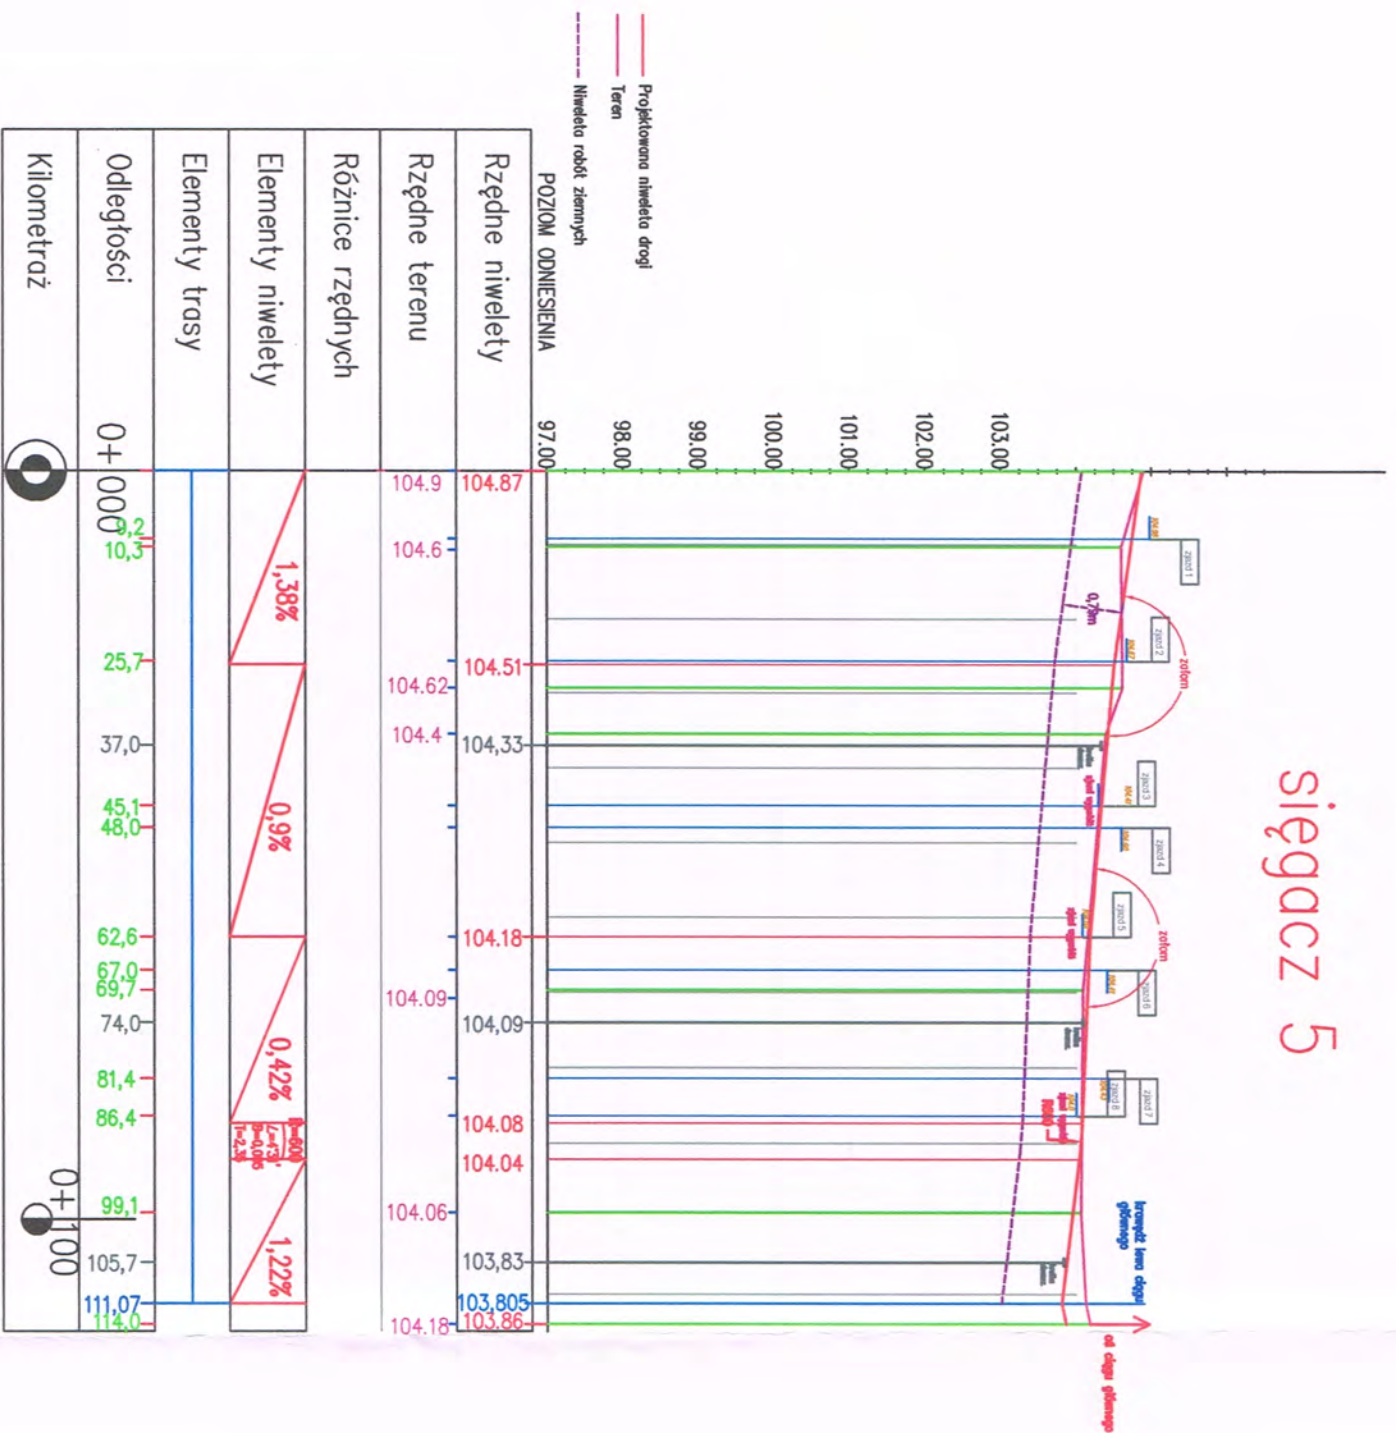 sięgacz 5
Projektowana niweleta drogi
Teren
Niweleta robót ziemnych
zjazd 1
zjazd 2
zjazd 3
zjazd 4
zjazd 5
zjazd 6
zjazd 7
zjazd 8
załom
załom
0,79m
krawędź lewa ciągu
głównego
od ciągu głównego
103.00
102.00
101.00
100.00
99.00
98.00
97.00
POZIOM ODNIESIENIA
Rzędne niwelety
104.87 104.51 104,33 104.18 104,09 104.08 104.04 103,83 103,805 103.86
Rzędne terenu
104.9 104.6 104.62 104.4 104.09 104.06 104.18
Różnice rzędnych
Elementy niwelety
1,38% 0,9% 0,42% R=600 1,22%
Elementy trasy
Odległości
0+000 9,2 10,3 25,7 37,0 45,1 48,0 62,6 67,0 69,7 74,0 81,4 86,4 99,1 105,7 111,07 114,0
Kilometraż
0+100